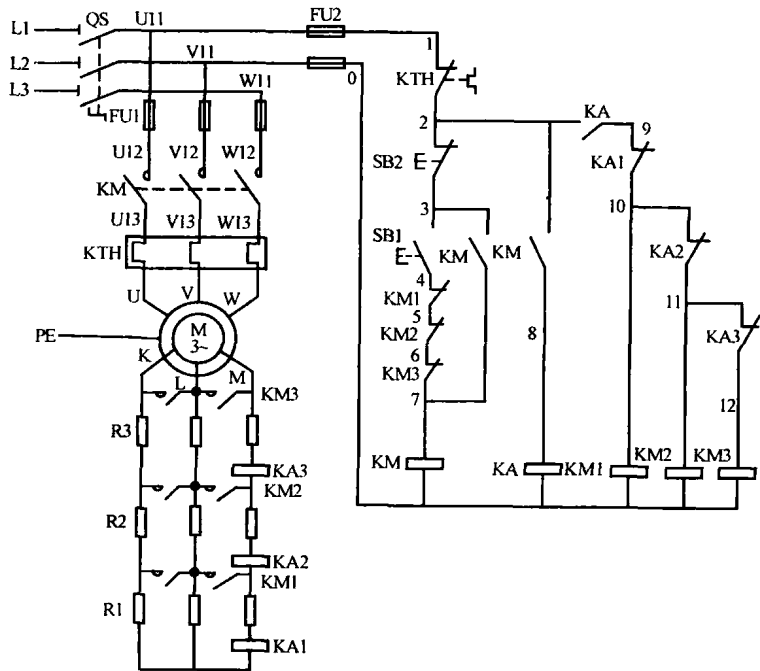 L1
QS
U11
FU2
L2
V11
1
L3
W11
0
KTH
FU1
2
KA
9
U12
V12
W12
SB2
KA1
KM
3
10
U13
V13
W13
SB1
KM
KM
KA2
KTH
4
KM1
11
U
V
W
5
KM2
8
KA3
PE
M
3~
6
KM3
K
L
M
KM3
7
12
R3
KM
KA
KM1
KM2
KM3
KA3
KM2
R2
KA2
KM1
R1
KA1